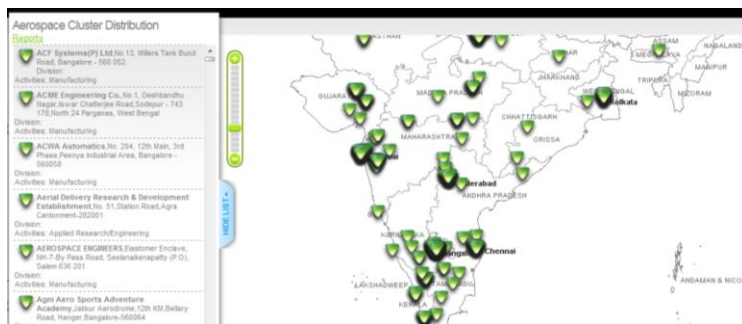 Aerospace Cluster Distribution
Reports
ACF Systems(P) Ltd,No.13, Millers Tank Bund
Road, Bangalore - 560 052.
Division:
Activities: Manufacturing
ACME Engineering Co.,No.1, Deshbandhu
Nagar,Iswar Chatterjee Road,Sodepur - 743
178,North 24 Perganas, West Bengal
Division:
Activities: Manufacturing
ACWA Automatics,No. 204, 12th Main, 3rd
Phase,Peenya Industrial Area, Bangalore -
560058
Division:
Activities: Manufacturing
Aerial Delivery Research & Development
Establishment,No. 51,Station Road,Agra
Cantonment-282001
Division:
Activities: Applied Research/Engineering
AEROSPACE ENGINEERS,Elastomer Enclave,
NH-7-By Pass Road, Seelanaikenapatty (P.O),
Salem 636 201
Division:
Activities: Manufacturing
Agni Aero Sports Adventure
Academy,Jakkur Aerodrome,12th KM,Bellary
Road, Hanger,Bangalore-560064
HIDE LIST
ASSAM
NAGALAND
MEGHALAYA
MANIPUR
JHARKHAND
TRIPURA
MIZORAM
GUJARAT
MADHYA PRADESH
WEST BENGAL
Kolkata
CHHATTISGARH
MAHARASHTRA
ORISSA
ANDHRA PRADESH
Chennai
LAKSHADWEEP
KERALA
ANDAMAN & NICO